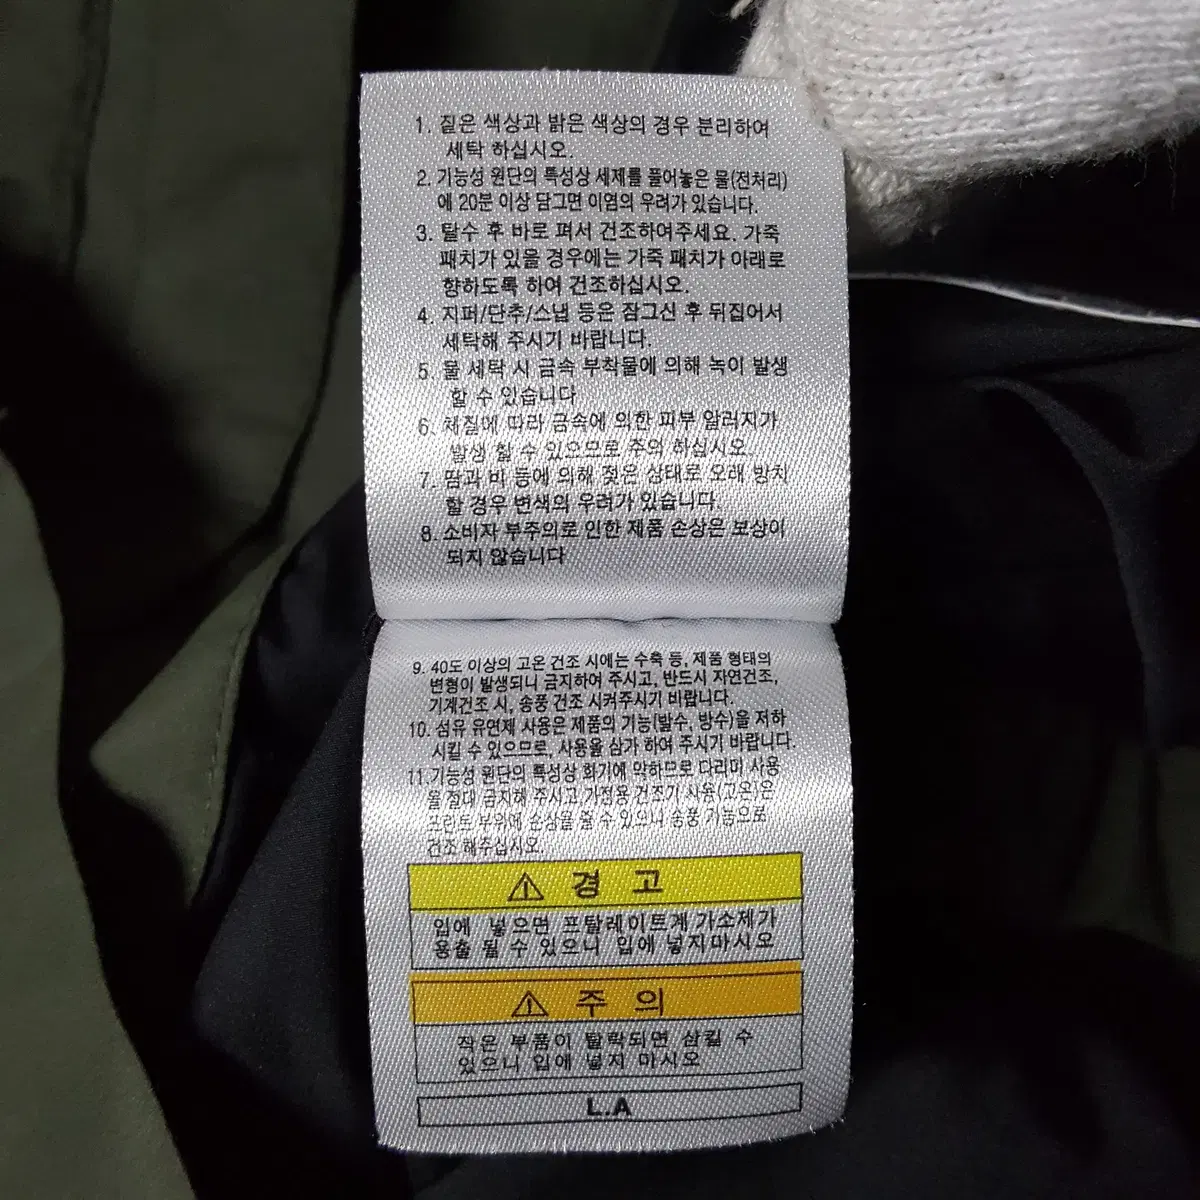 1. 짙은 색상과 밝은 색상의 경우 분리하여
세탁 하십시오.
2. 기능성 원단의 특성상 세제를 풀어놓은 물(전처리)
에 20분 이상 담그면 이염의 우려가 있습니다.
3. 탈수 후 바로 펴서 건조하여주세요. 가죽
패치가 있을 경우에는 가죽 패치가 아래로
향하도록 하여 건조하십시오.
4. 지퍼/단추/스냅 등은 잠그신 후 뒤집어서
세탁해 주시기 바랍니다.
5. 물 세탁 시 금속 부착물에 의해 녹이 발생
할 수 있습니다
6. 체질에 따라 금속에 의한 피부 알러지가
발생 할 수 있으므로 주의 하십시오.
7. 땀과 비 등에 의해 젖은 상태로 오래 방치
할 경우 변색의 우려가 있습니다.
8. 소비자 부주의로 인한 제품 손상은 보상이
되지 않습니다
9. 40도 이상의 고온 건조 시에는 수축 등, 제품 형태의
변형이 발생되니 금지하여 주시고, 반드시 자연건조,
기계건조 시, 송풍 건조 시켜주시기 바랍니다.
10. 섬유 유연제 사용은 제품의 기능(발수, 방수)을 저하
시킬 수 있으므로, 사용을 삼가 하여 주시기 바랍니다.
11. 기능성 원단의 특성상 화기에 약하므로 다리미 사용
을 절대 금지해 주시고,가정용 건조기 사용(고온)은
프린트 부위에 손상을 줄 수 있으니 송풍 기능으로
건조 해주십시오.
⚠ 경 고
입에 넣으면 프탈레이트계 가소제가
용출 될 수 있으니 입에 넣지마시오
⚠ 주 의
작은 부품이 탈락되면 삼킬 수
있으니 입에 넣지 마시오
L.A